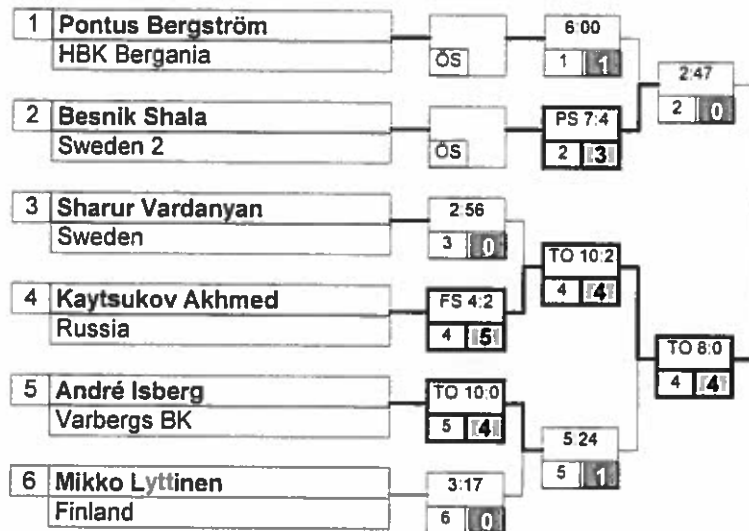 1 Pontus Bergström
HBK Bergania
ÖS
6:00
1 1
2:47
2 0
2 Besnik Shala
Sweden 2
ÖS
PS 7:4
2 3
3 Sharur Vardanyan
Sweden
2:56
3 0
TO 10:2
4 4
4 Kaytsukov Akhmed
Russia
FS 4:2
4 5
TO 8:0
4 4
5 André Isberg
Varbergs BK
TO 10:0
5 4
5:24
5 1
6 Mikko Lyttinen
Finland
3:17
6 0